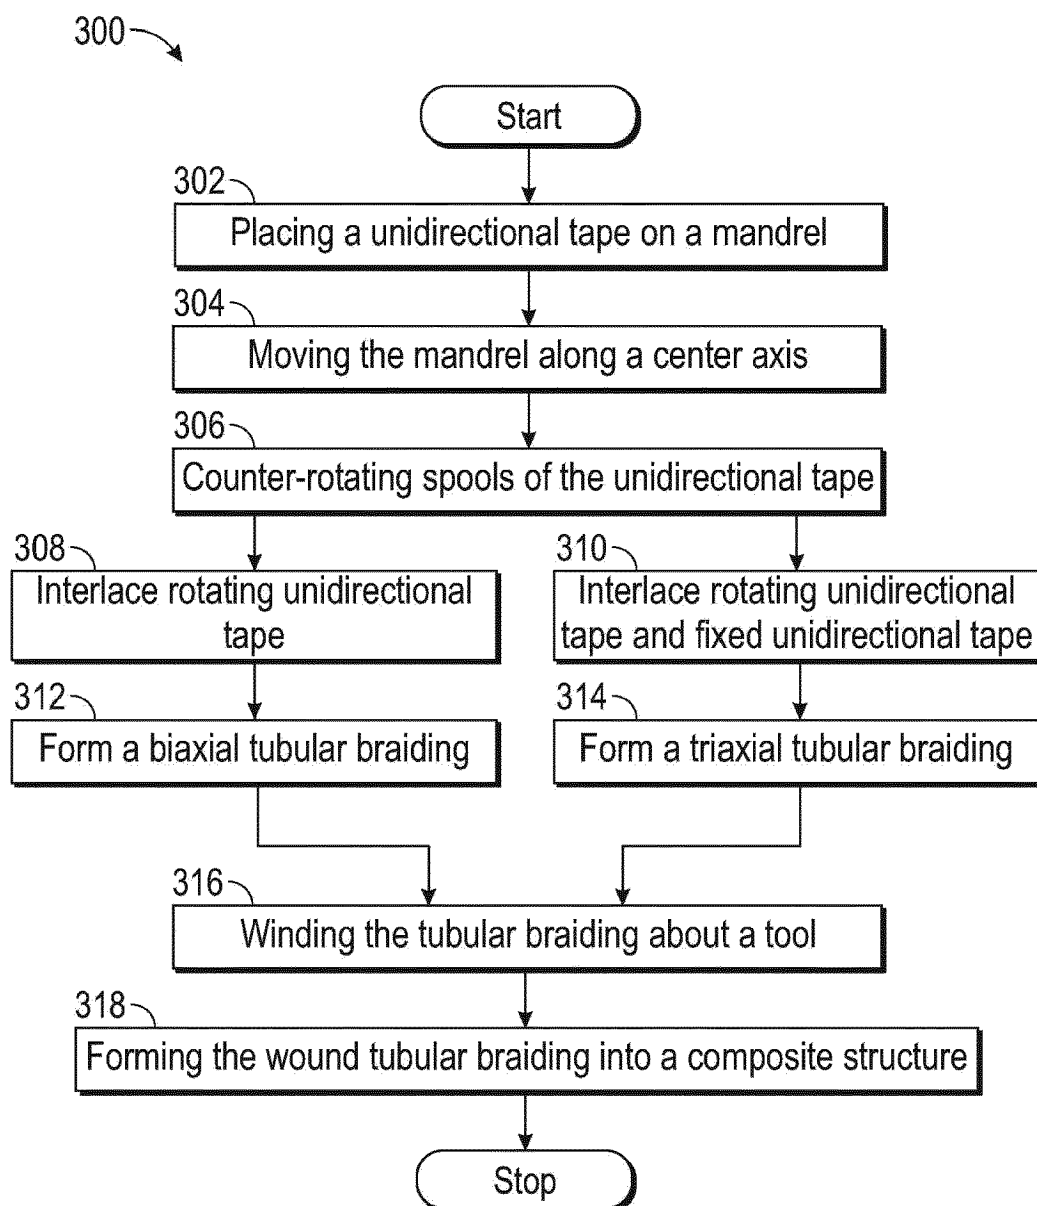 300
Start
302
Placing a unidirectional tape on a mandrel
304
Moving the mandrel along a center axis
306
Counter-rotating spools of the unidirectional tape
308
Interlace rotating unidirectional
tape
310
Interlace rotating unidirectional
tape and fixed unidirectional tape
312
Form a biaxial tubular braiding
314
Form a triaxial tubular braiding
316
Winding the tubular braiding about a tool
318
Forming the wound tubular braiding into a composite structure
Stop